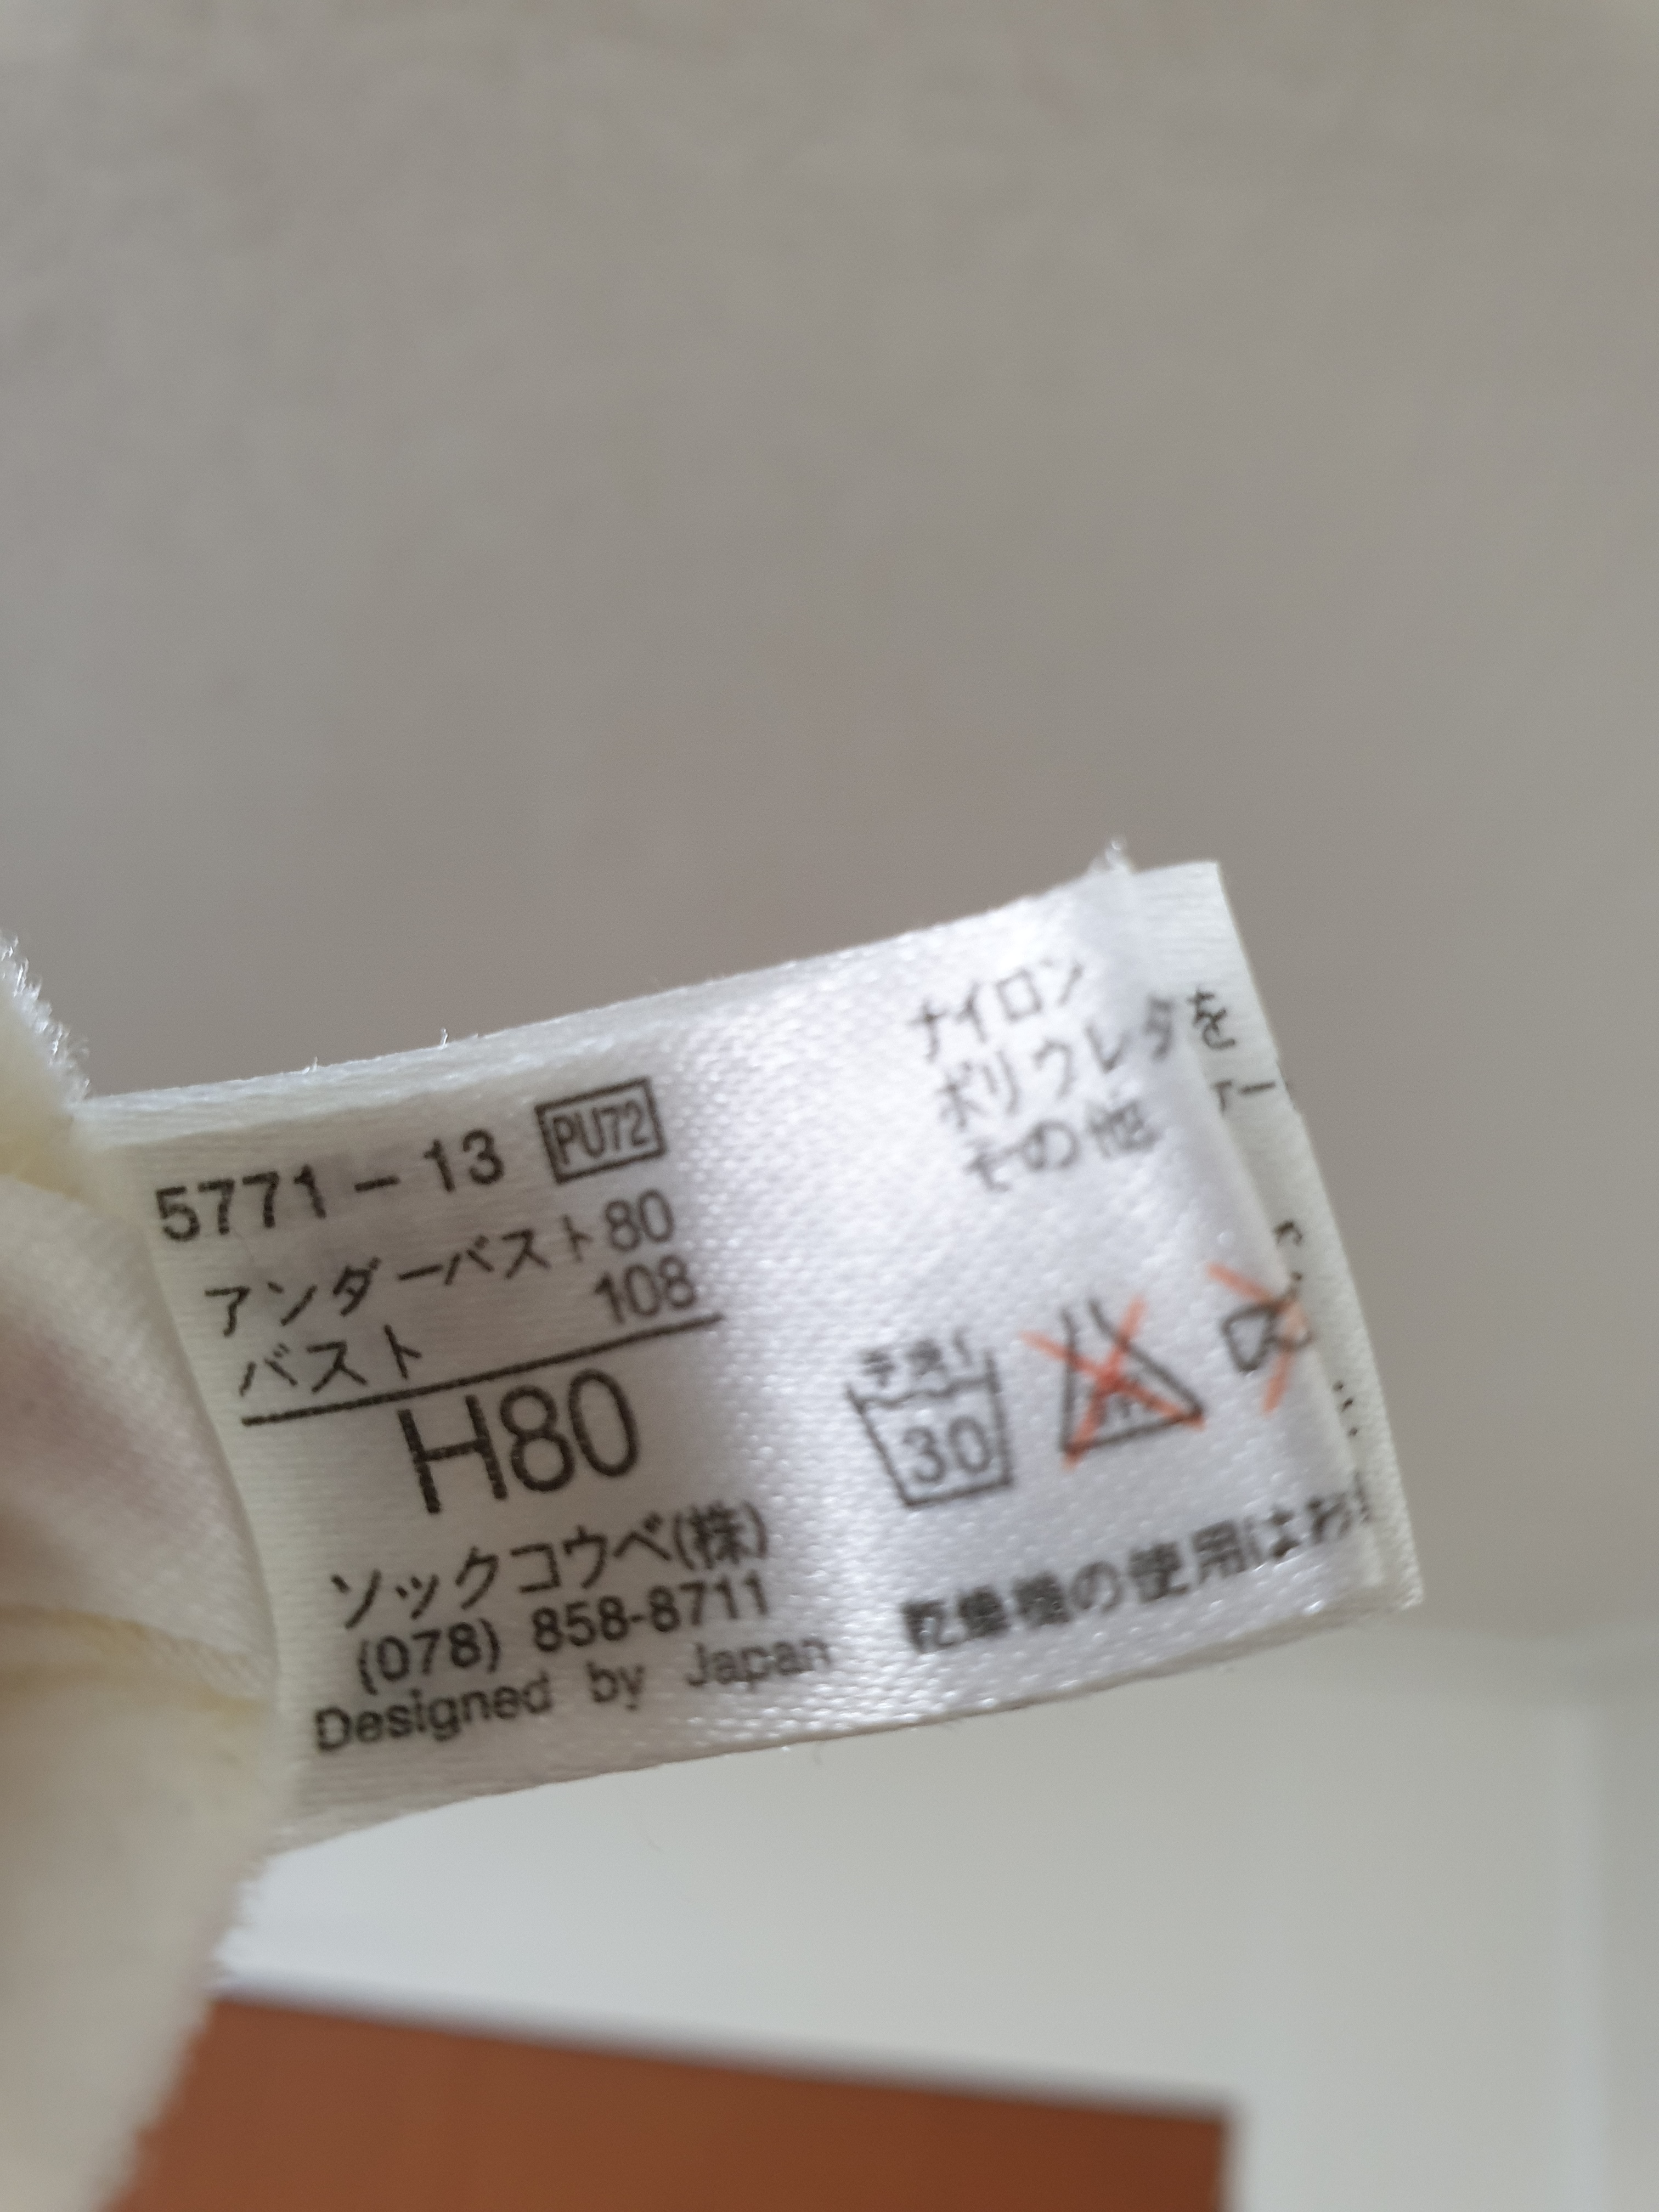 5771-13 PU72
アンダーバスト80
バスト 108
H80
ソックコウベ(株)
(078) 858-8711
Designed by Japan
ナイロン
ポリウレタ
その他
を
手洗イ
30
乾燥機の使用はお